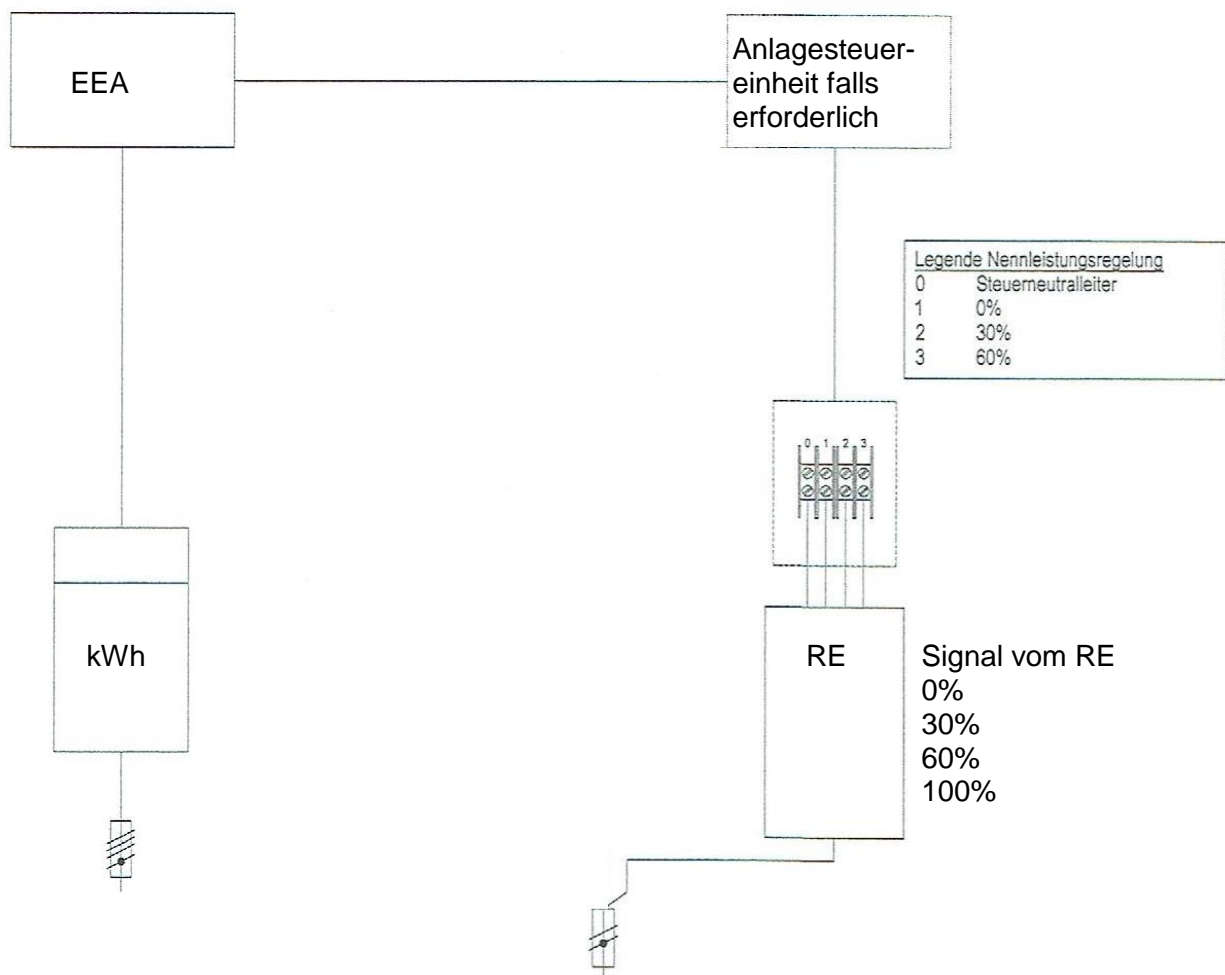 EEA
Anlagesteuer-
einheit falls
erforderlich
Legende Nennleistungsregelung
0 Steuerneutralleiter
1 0%
2 30%
3 60%
0 1 2 3
kWh
RE
Signal vom RE
0%
30%
60%
100%